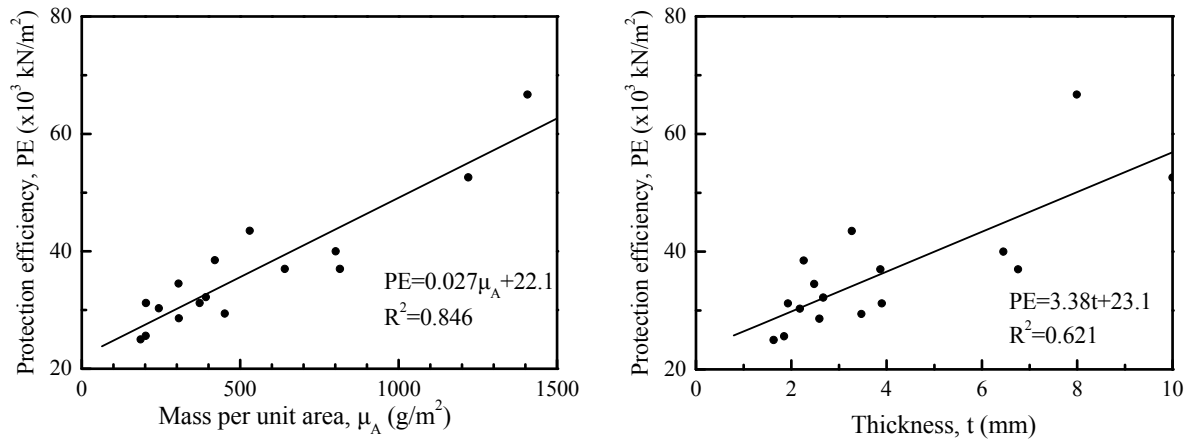 Protection efficiency, PE (x10³ kN/m²)
80
60
40
20
0
500
1000
1500
PE=0.027μ_A+22.1
R²=0.846
Mass per unit area, μ_A (g/m²)
Protection efficiency, PE (x10³ kN/m²)
80
60
40
20
0
2
4
6
8
10
PE=3.38t+23.1
R²=0.621
Thickness, t (mm)